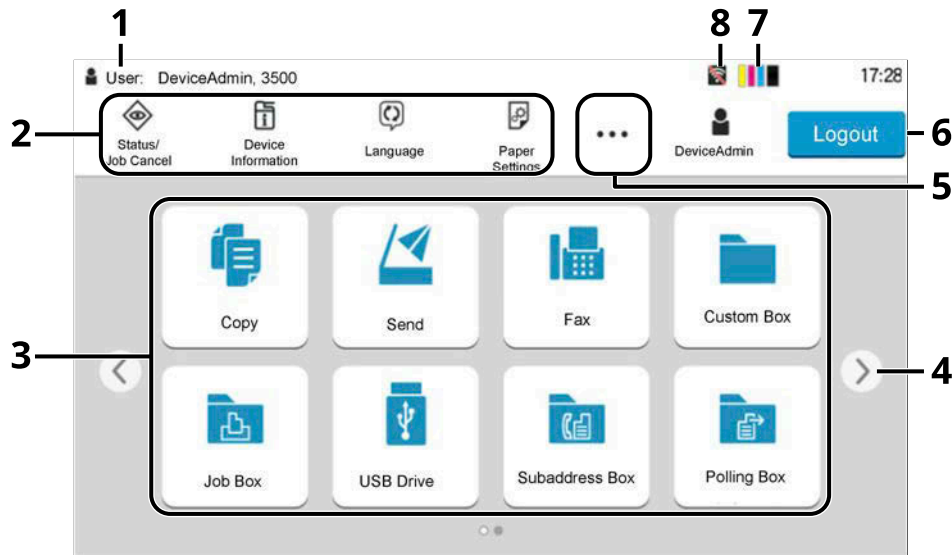 1
8 7
User: DeviceAdmin, 3500
17:28
2
Status/
Job Cancel
Device
Information
Language
Paper
Settings
...
DeviceAdmin
Logout
6
5
Copy
Send
Fax
Custom Box
3
4
Job Box
USB Drive
Subaddress Box
Polling Box